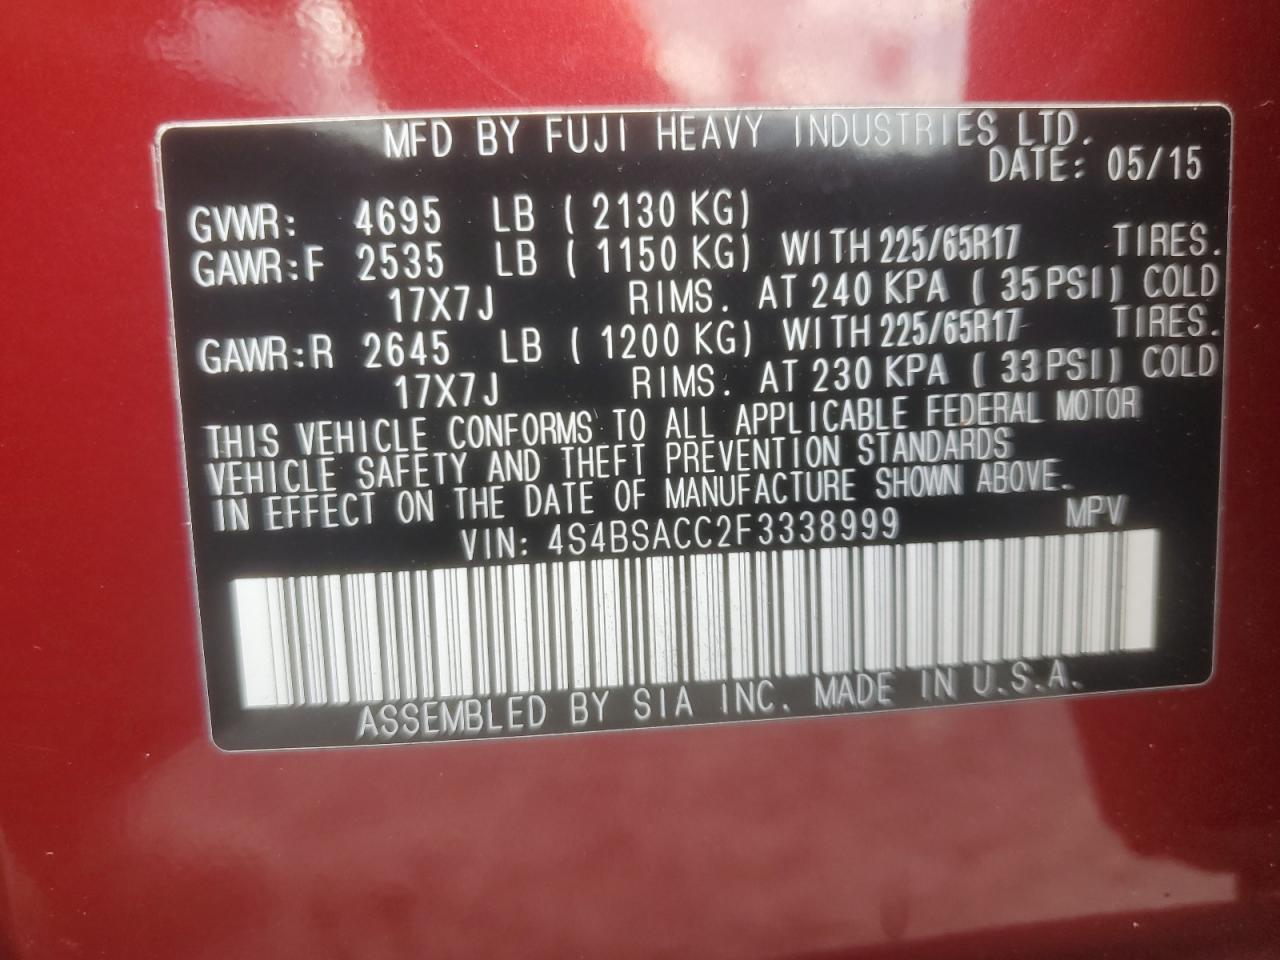 MFD BY FUJI HEAVY INDUSTRIES LTD.
DATE: 05/15
GVWR: 4695 LB ( 2130 KG)
GAWR:F 2535 LB ( 1150 KG) WITH 225/65R17 TIRES.
17X7J RIMS. AT 240 KPA ( 35PSI) COLD
GAWR:R 2645 LB ( 1200 KG) WITH 225/65R17 TIRES.
17X7J RIMS. AT 230 KPA ( 33PSI) COLD
THIS VEHICLE CONFORMS TO ALL APPLICABLE FEDERAL MOTOR
VEHICLE SAFETY AND THEFT PREVENTION STANDARDS
IN EFFECT ON THE DATE OF MANUFACTURE SHOWN ABOVE.
VIN: 4S4BSACC2F3338999 MPV
ASSEMBLED BY SIA INC. MADE IN U.S.A.